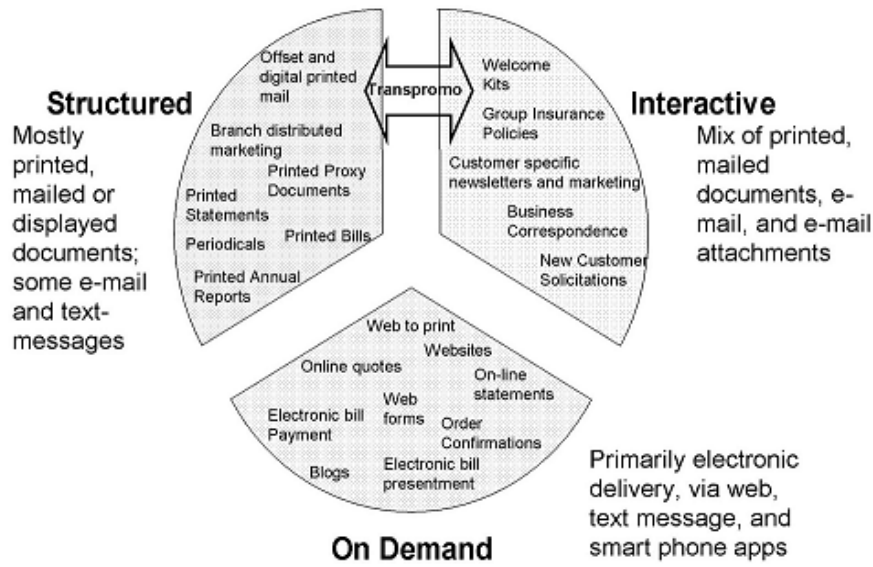 Structured
Mostly
printed,
mailed or
displayed
documents;
some e-mail
and text-
messages
Offset and
digital printed
mail
Branch distributed
marketing
Printed Proxy
Documents
Printed
Statements
Periodicals
Printed Bills
Printed Annual
Reports
Transpromo
Welcome
Kits
Group Insurance
Policies
Customer specific
newsletters and marketing
Business
Correspondence
New Customer
Solicitations
Interactive
Mix of printed,
mailed
documents, e-
mail, and e-mail
attachments
Web to print
Websites
Online quotes
On-line
statements
Web
forms
Electronic bill
Payment
Order
Confirmations
Blogs
Electronic bill
presentment
On Demand
Primarily electronic
delivery, via web,
text message, and
smart phone apps